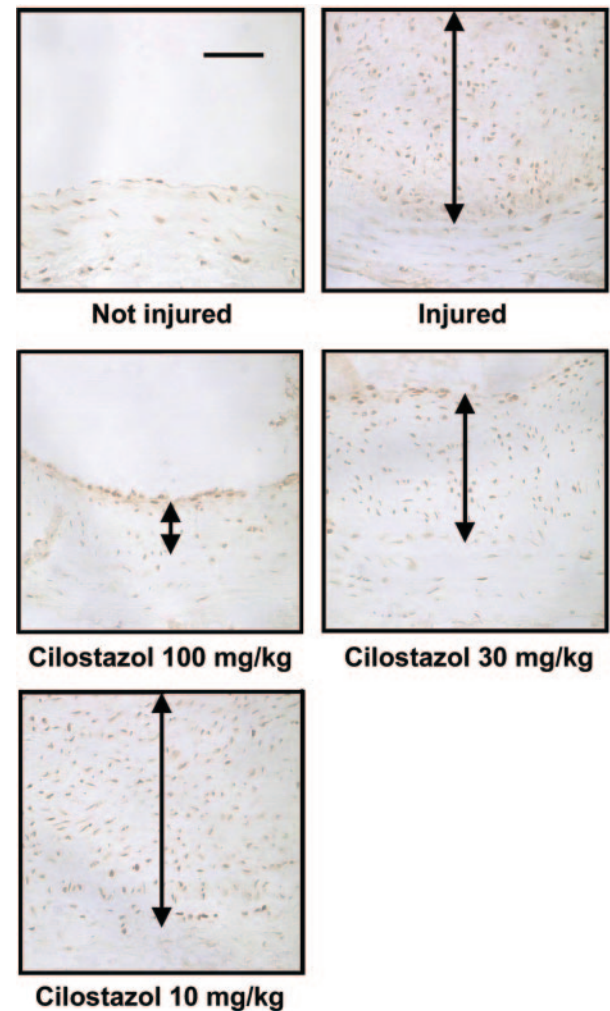 Not injured
Injured
Cilostazol 100 mg/kg
Cilostazol 30 mg/kg
Cilostazol 10 mg/kg